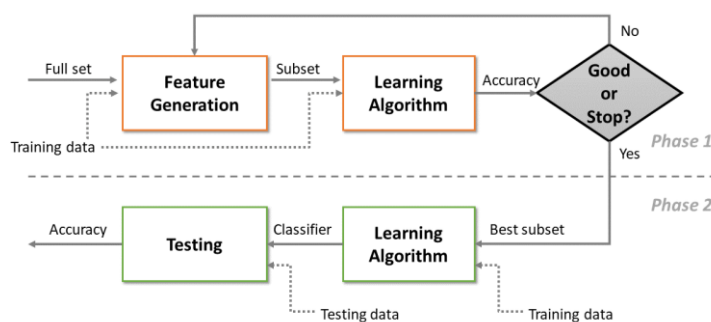 No
Full set
Feature
Generation
Subset
Learning
Algorithm
Accuracy
Good
or
Stop?
Training data
Phase 1
Yes
Phase 2
Accuracy
Testing
Classifier
Learning
Algorithm
Best subset
Testing data
Training data